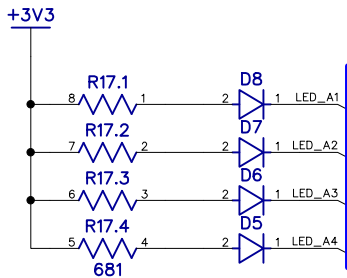 +3V3
R17.1 D8
8 1 2 1 LED_A1
R17.2 D7
7 2 2 1 LED_A2
R17.3 D6
6 3 2 1 LED_A3
R17.4 D5
5 4 2 1 LED_A4
681